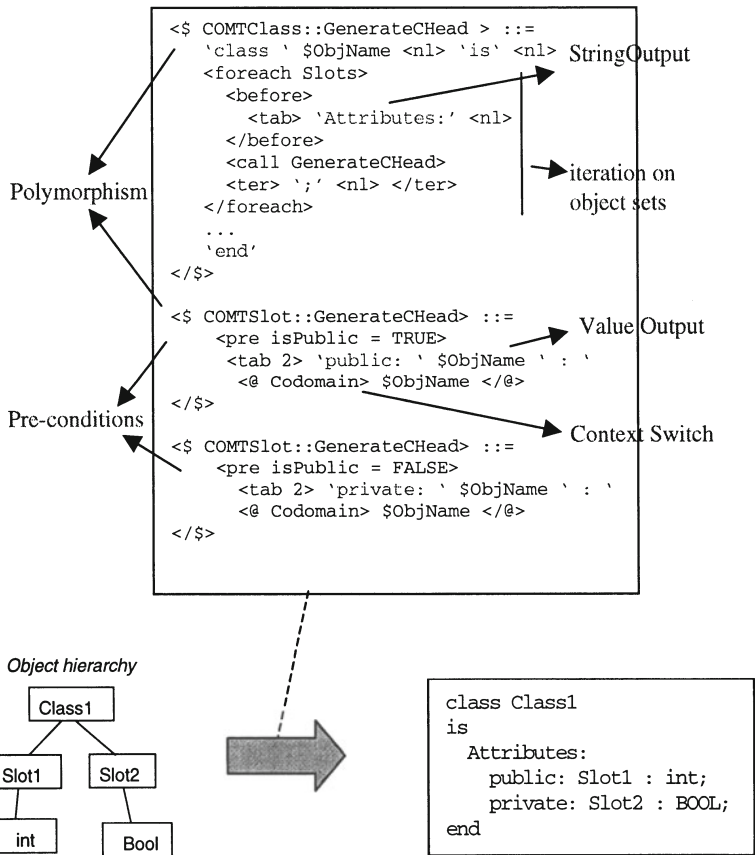 <$ COMTClass::GenerateCHead > ::=
‘class ‘ $ObjName <nl> ‘is‘ <nl>
<foreach Slots>
<before>
<tab> ‘Attributes:’ <nl>
</before>
<call GenerateCHead>
<ter> ‘;’ <nl> </ter>
</foreach>
...
‘end’
</$>
StringOutput
iteration on
object sets
Polymorphism
<$ COMTSlot::GenerateCHead> ::=
<pre isPublic = TRUE>
<tab 2> ‘public: ‘ $ObjName ‘ : ‘
<@ Codomain> $ObjName </@>
</$>
Value Output
Pre-conditions
Context Switch
<$ COMTSlot::GenerateCHead> ::=
<pre isPublic = FALSE>
<tab 2> ‘private: ‘ $ObjName ‘ : ‘
<@ Codomain> $ObjName </@>
</$>
Object hierarchy
Class1
Slot1
Slot2
int
Bool
class Class1
is
Attributes:
public: Slot1 : int;
private: Slot2 : BOOL;
end